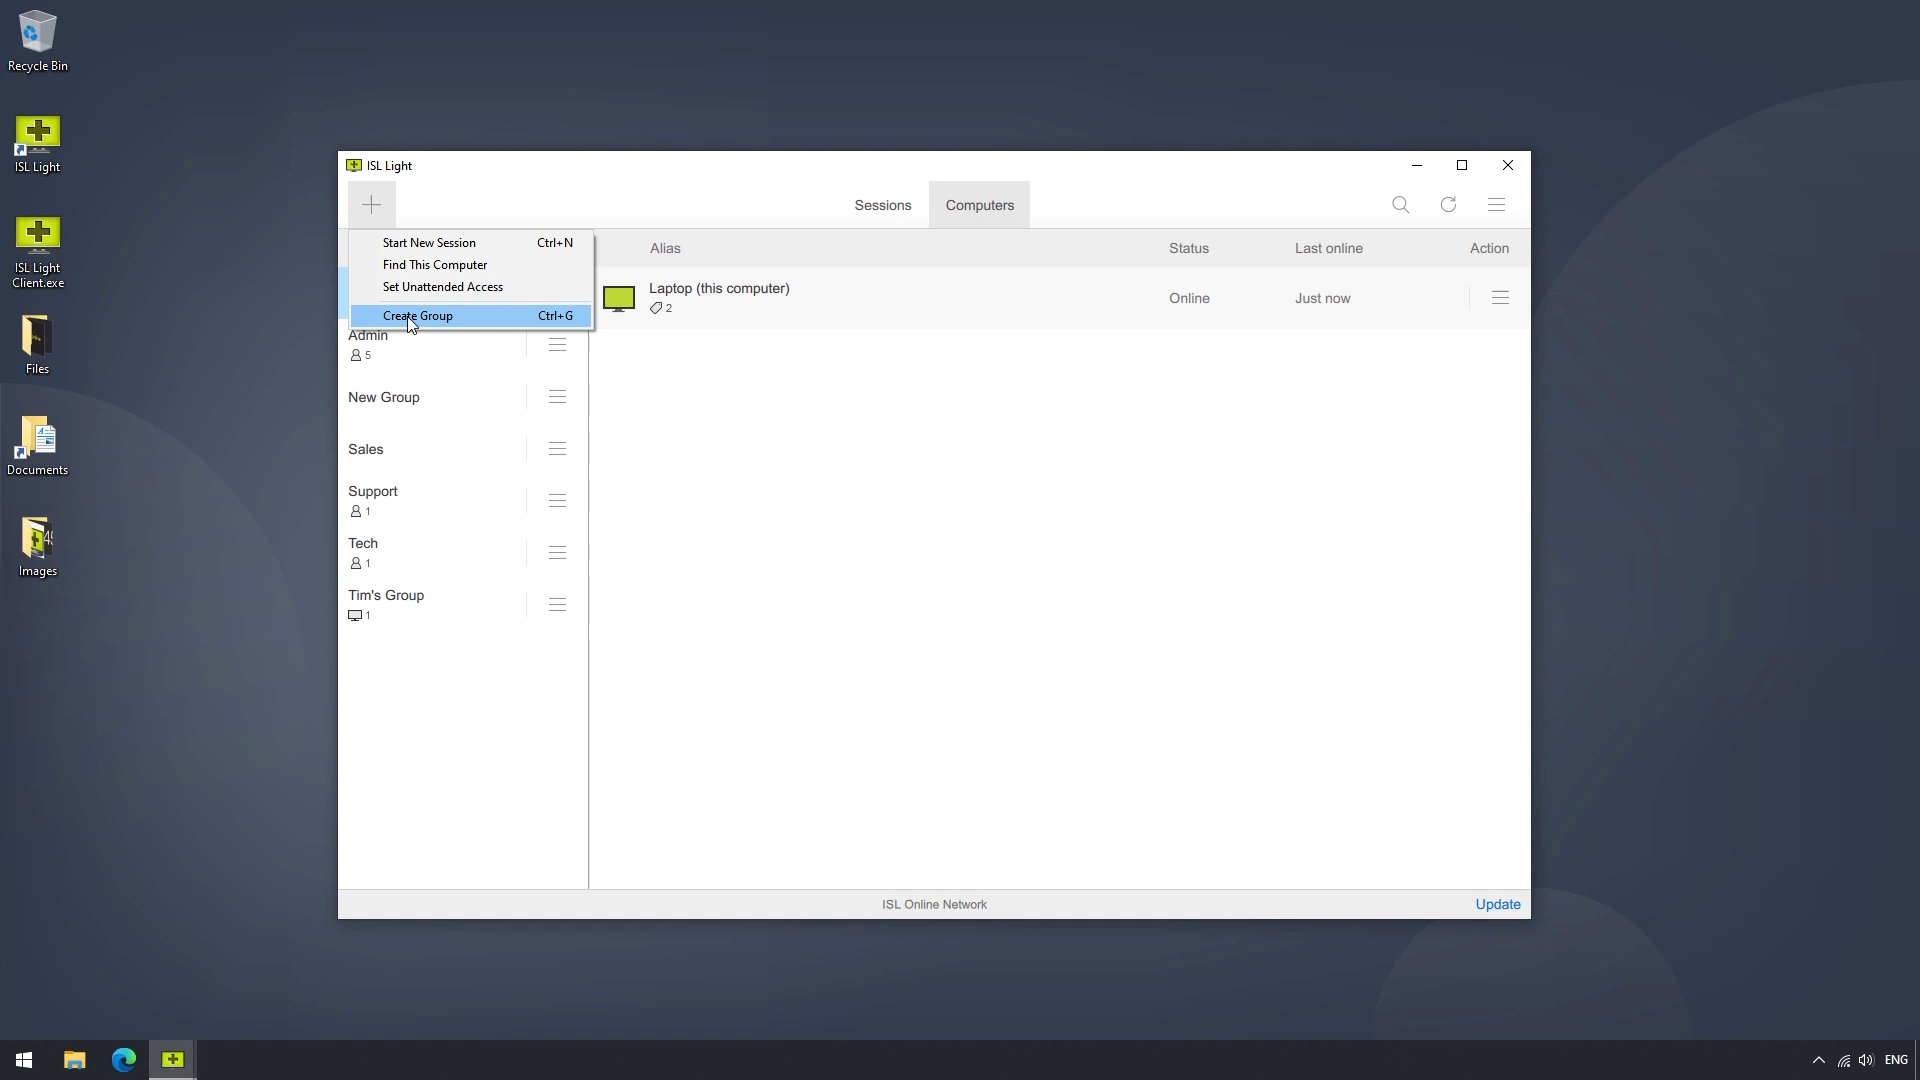 Recycle Bin
ISL Light
ISL Light
Client.exe
Files
Documents
Images
ISL Light
Sessions
Computers
Start New Session Ctrl+N
Find This Computer
Set Unattended Access
Create Group Ctrl+G
Alias
Status
Last online
Action
Laptop (this computer)
2
Online
Just now
Admin
5
New Group
Sales
Support
1
Tech
1
Tim's Group
1
ISL Online Network
Update
ENG